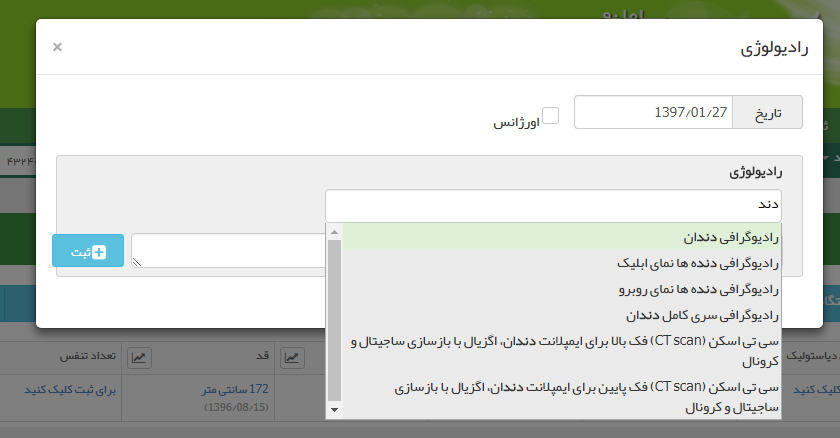 رادیولوژی
×
تاریخ
1397/01/27
اورژانس
رادیولوژی
دند
ثبت
رادیوگرافی دندان
رادیوگرافی دنده ها نمای ابلیک
رادیوگرافی دنده ها نمای روبرو
رادیوگرافی سری کامل دندان
سی تی اسکن (CT scan) فک بالا برای ایمپلانت دندان، اگزیال با بازسازی ساجیتال و
کرونال
سی تی اسکن (CT scan) فک پایین برای ایمپلانت دندان، اگزیال با بازسازی
ساجیتال و کرونال
دیاستولیک
قد
تعداد تنفس
کلیک کنید
172 سانتی متر
(1396/08/15)
برای ثبت کلیک کنید